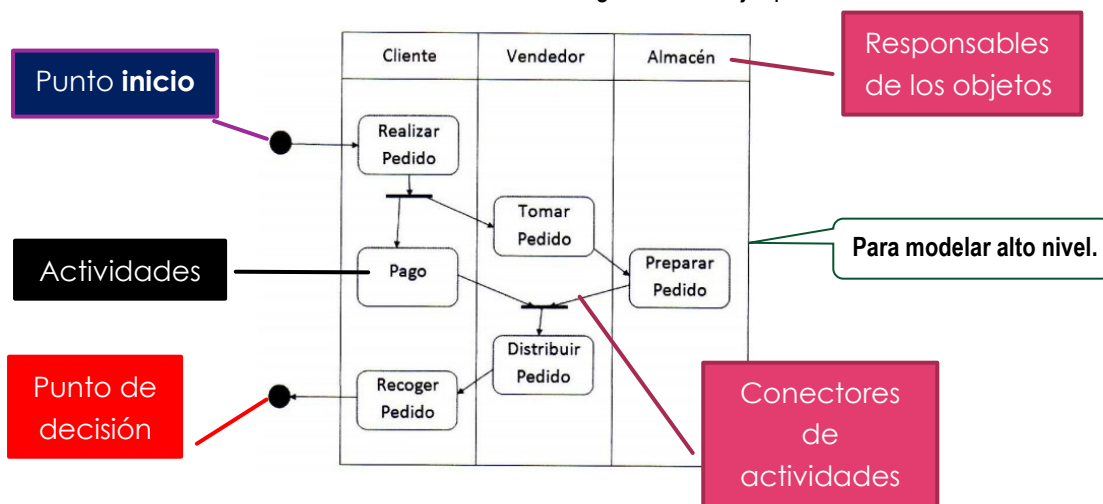 Cliente
Vendedor
Almacén
Responsables
de los objetos
Punto inicio
Realizar
Pedido
Tomar
Pedido
Para modelar alto nivel.
Actividades
Pago
Preparar
Pedido
Distribuir
Pedido
Punto de
decisión
Recoger
Pedido
Conectores
de
actividades